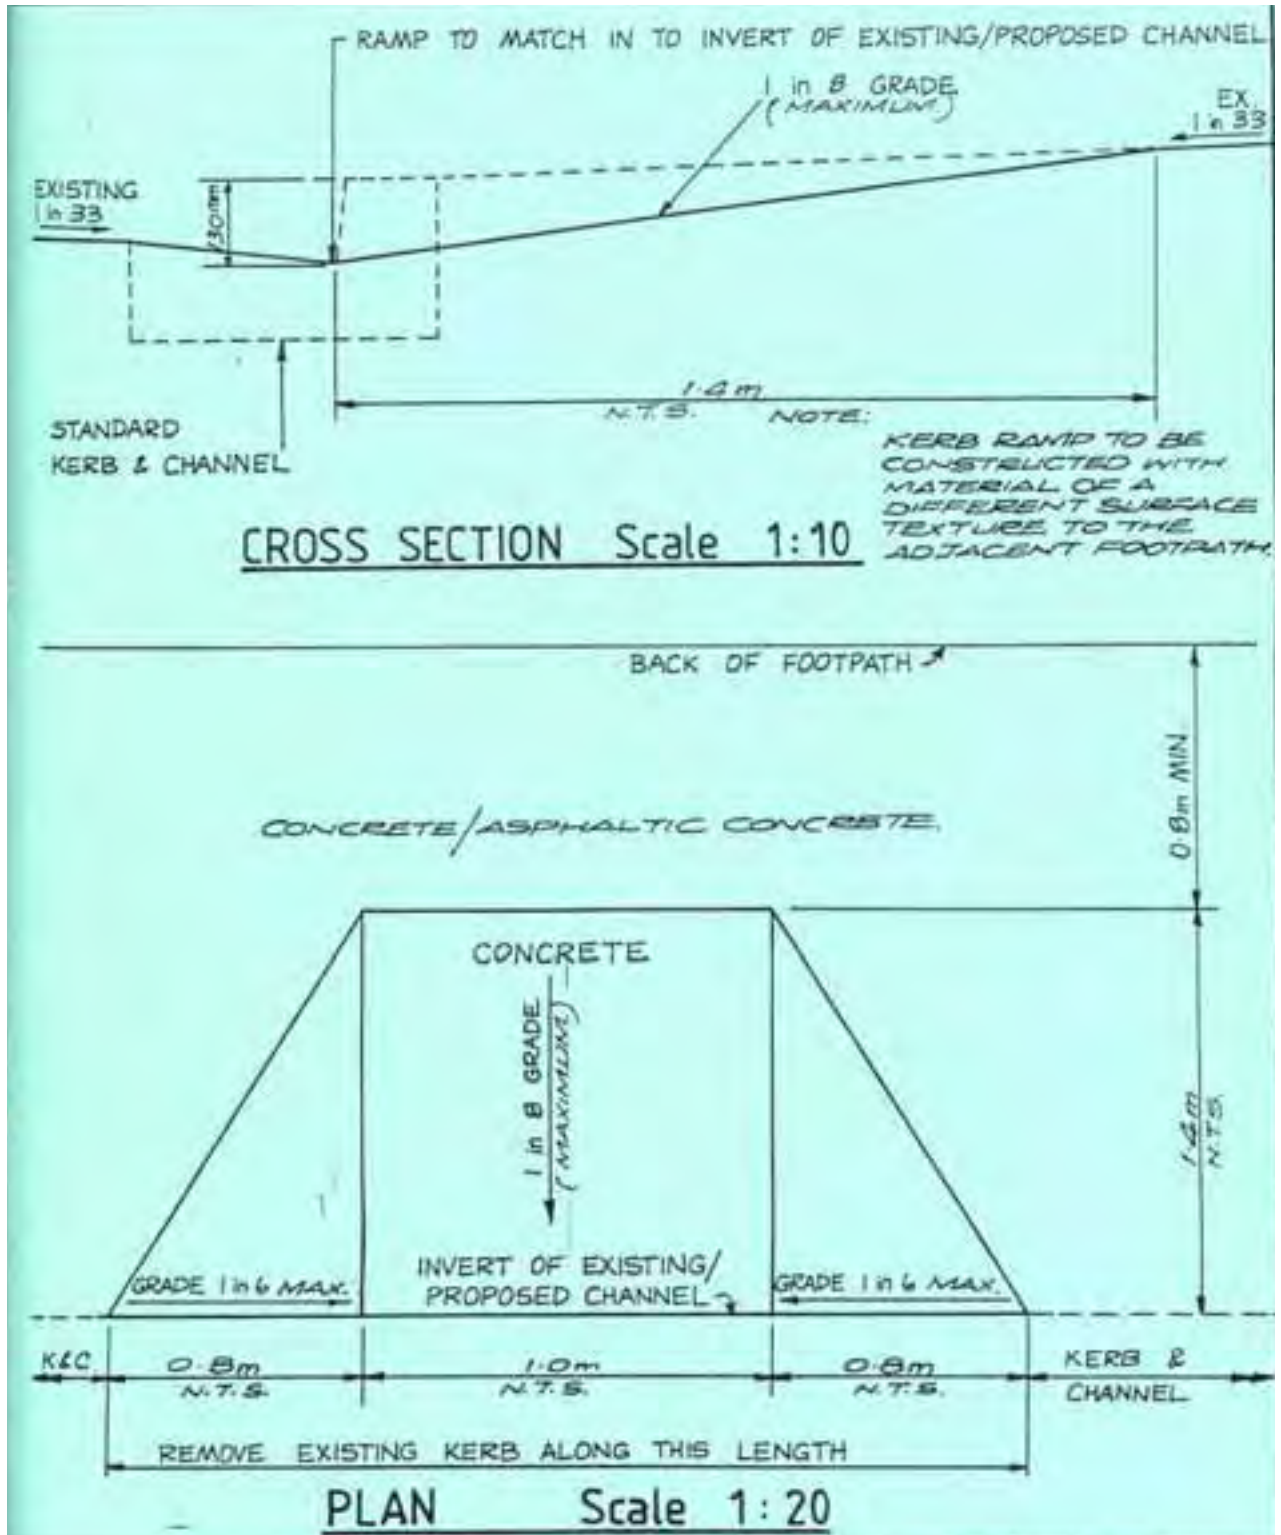 RAMP TO MATCH IN TO INVERT OF EXISTING/PROPOSED CHANNEL
1 in 8 GRADE
(MAXIMUM)
EX.
1 in 33
EXISTING
1 in 33
130mm
1.4m
N.T.S.
STANDARD
KERB & CHANNEL
NOTE:
KERB RAMP TO BE
CONSTRUCTED WITH
MATERIAL OF A
DIFFERENT SURFACE
TEXTURE TO THE
ADJACENT FOOTPATH.
CROSS SECTION Scale 1:10
BACK OF FOOTPATH
0.8m MIN.
CONCRETE/ASPHALTIC CONCRETE.
CONCRETE
1 in 8 GRADE
(MAXIMUM)
1.4m
N.T.S.
INVERT OF EXISTING/
PROPOSED CHANNEL
GRADE 1 in 6 MAX.
GRADE 1 in 6 MAX.
K&C
0.8m
N.T.S.
1.0m
N.T.S.
0.8m
N.T.S.
KERB &
CHANNEL
REMOVE EXISTING KERB ALONG THIS LENGTH
PLAN Scale 1:20